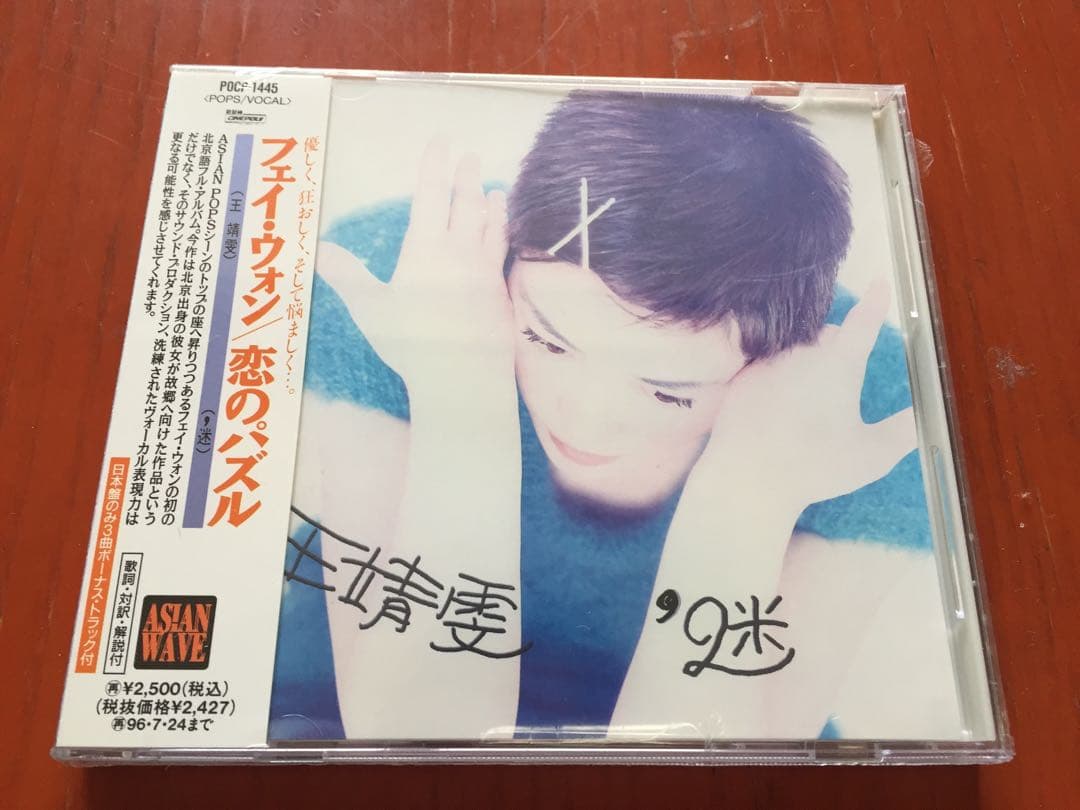 POCP-1445
〈POPS/VOCAL〉
CINEPOLY
優しく、狂おしく、そして悩ましく…。
フェイ・ウォン/恋のパズル
(王 靖雯)
(,迷)
ASIAN POPSシーンのトップの座へ昇りつつあるフェイ・ウォンの初の
北京語フル・アルバム。今作は北京出身の彼女が故郷へ向けた作品という
だけでなく、そのサウンド・プロダクション、洗練されたヴォーカル表現力は
更なる可能性を感じさせてくれます。
日本盤のみ3曲ボーナス・トラック付
歌詞・対訳・解説付
ASIAN
WAVE
再¥2,500(税込)
(税抜価格¥2,427)
再96・7・24まで
王靖雯
,迷